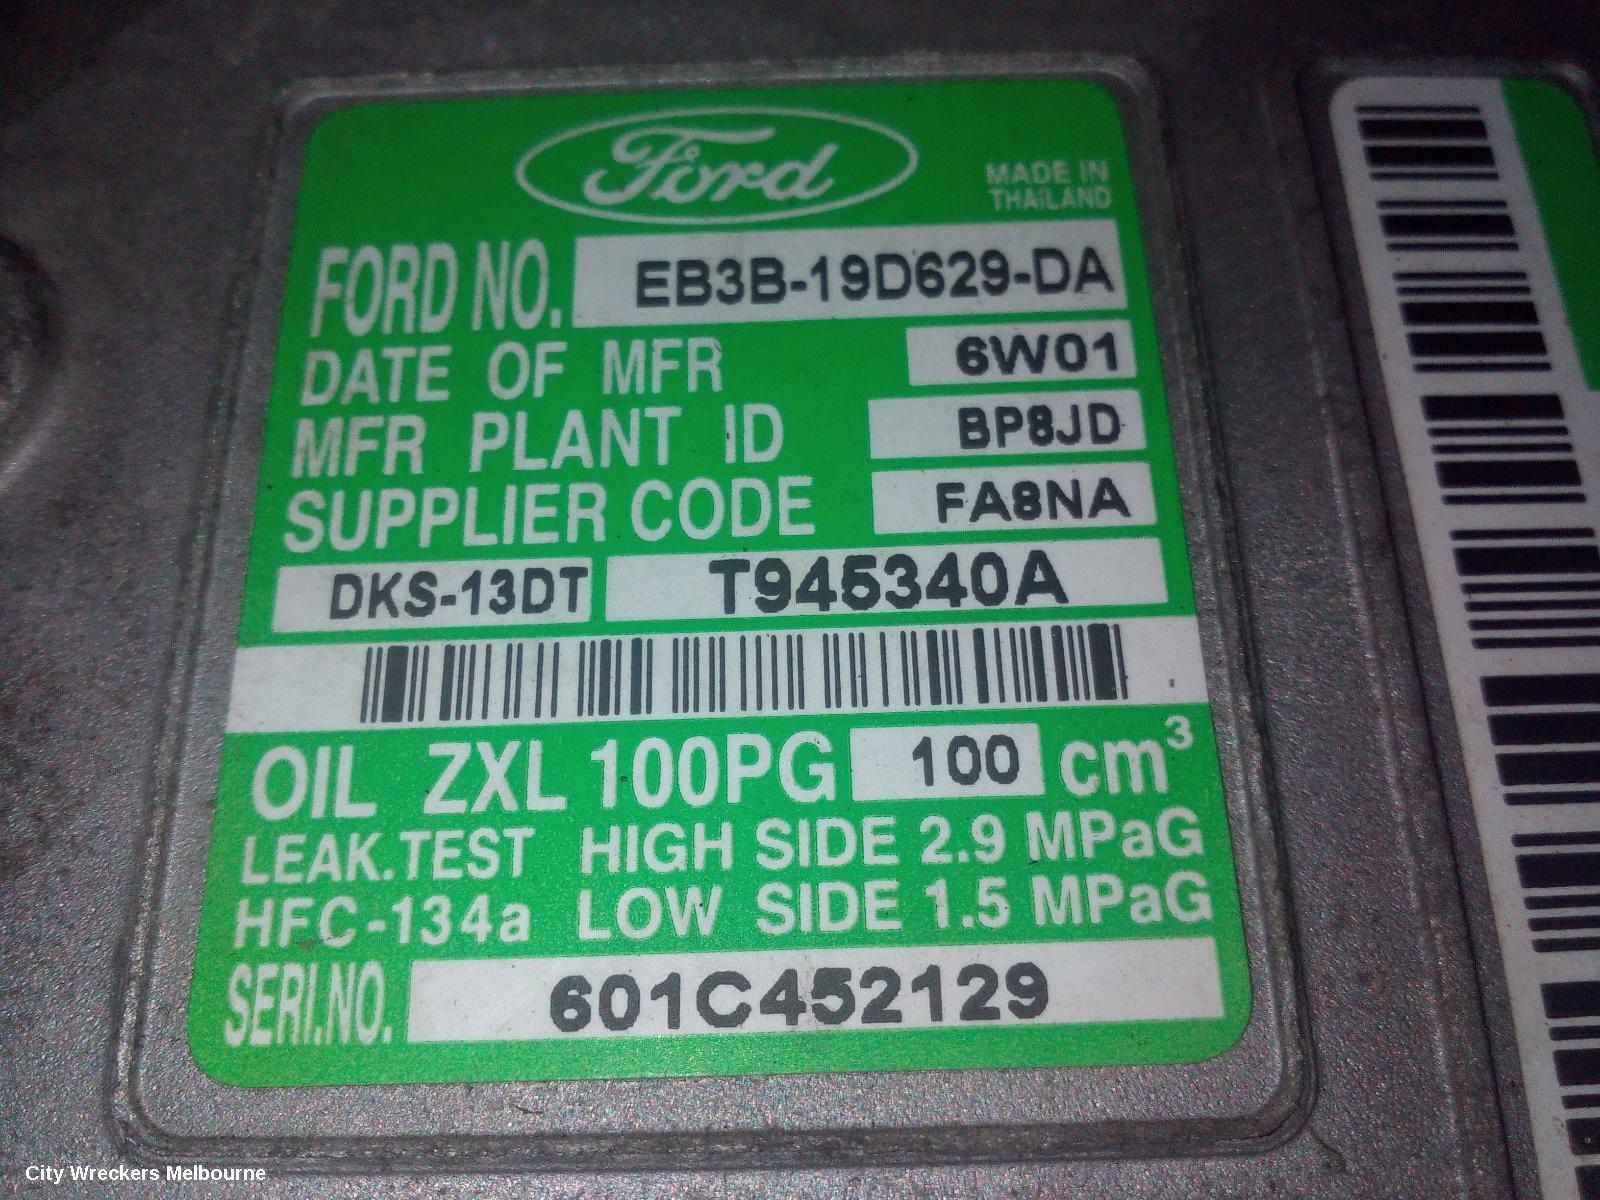 Ford
MADE IN
THAILAND
FORD NO. EB3B-19D629-DA
DATE OF MFR 6W01
MFR PLANT ID BP8JD
SUPPLIER CODE FA8NA
DKS-13DT T945340A
OIL ZXL 100PG 100 cm³
LEAK.TEST HIGH SIDE 2.9 MPaG
HFC-134a LOW SIDE 1.5 MPaG
SERI.NO. 601C452129
City Wreckers Melbourne